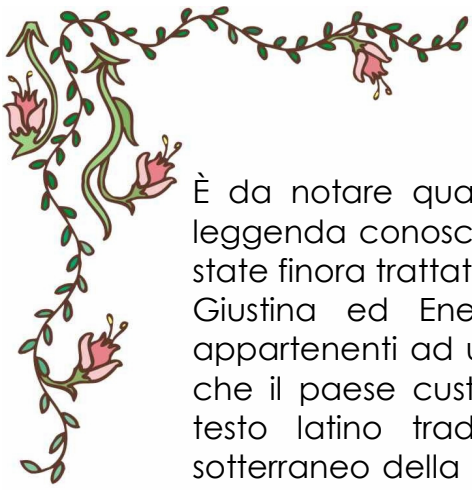 È da notare qua
leggenda conosc
state finora trattat
Giustina ed Ene
appartenenti ad u
che il paese cust
testo latino trad
sotterraneo della